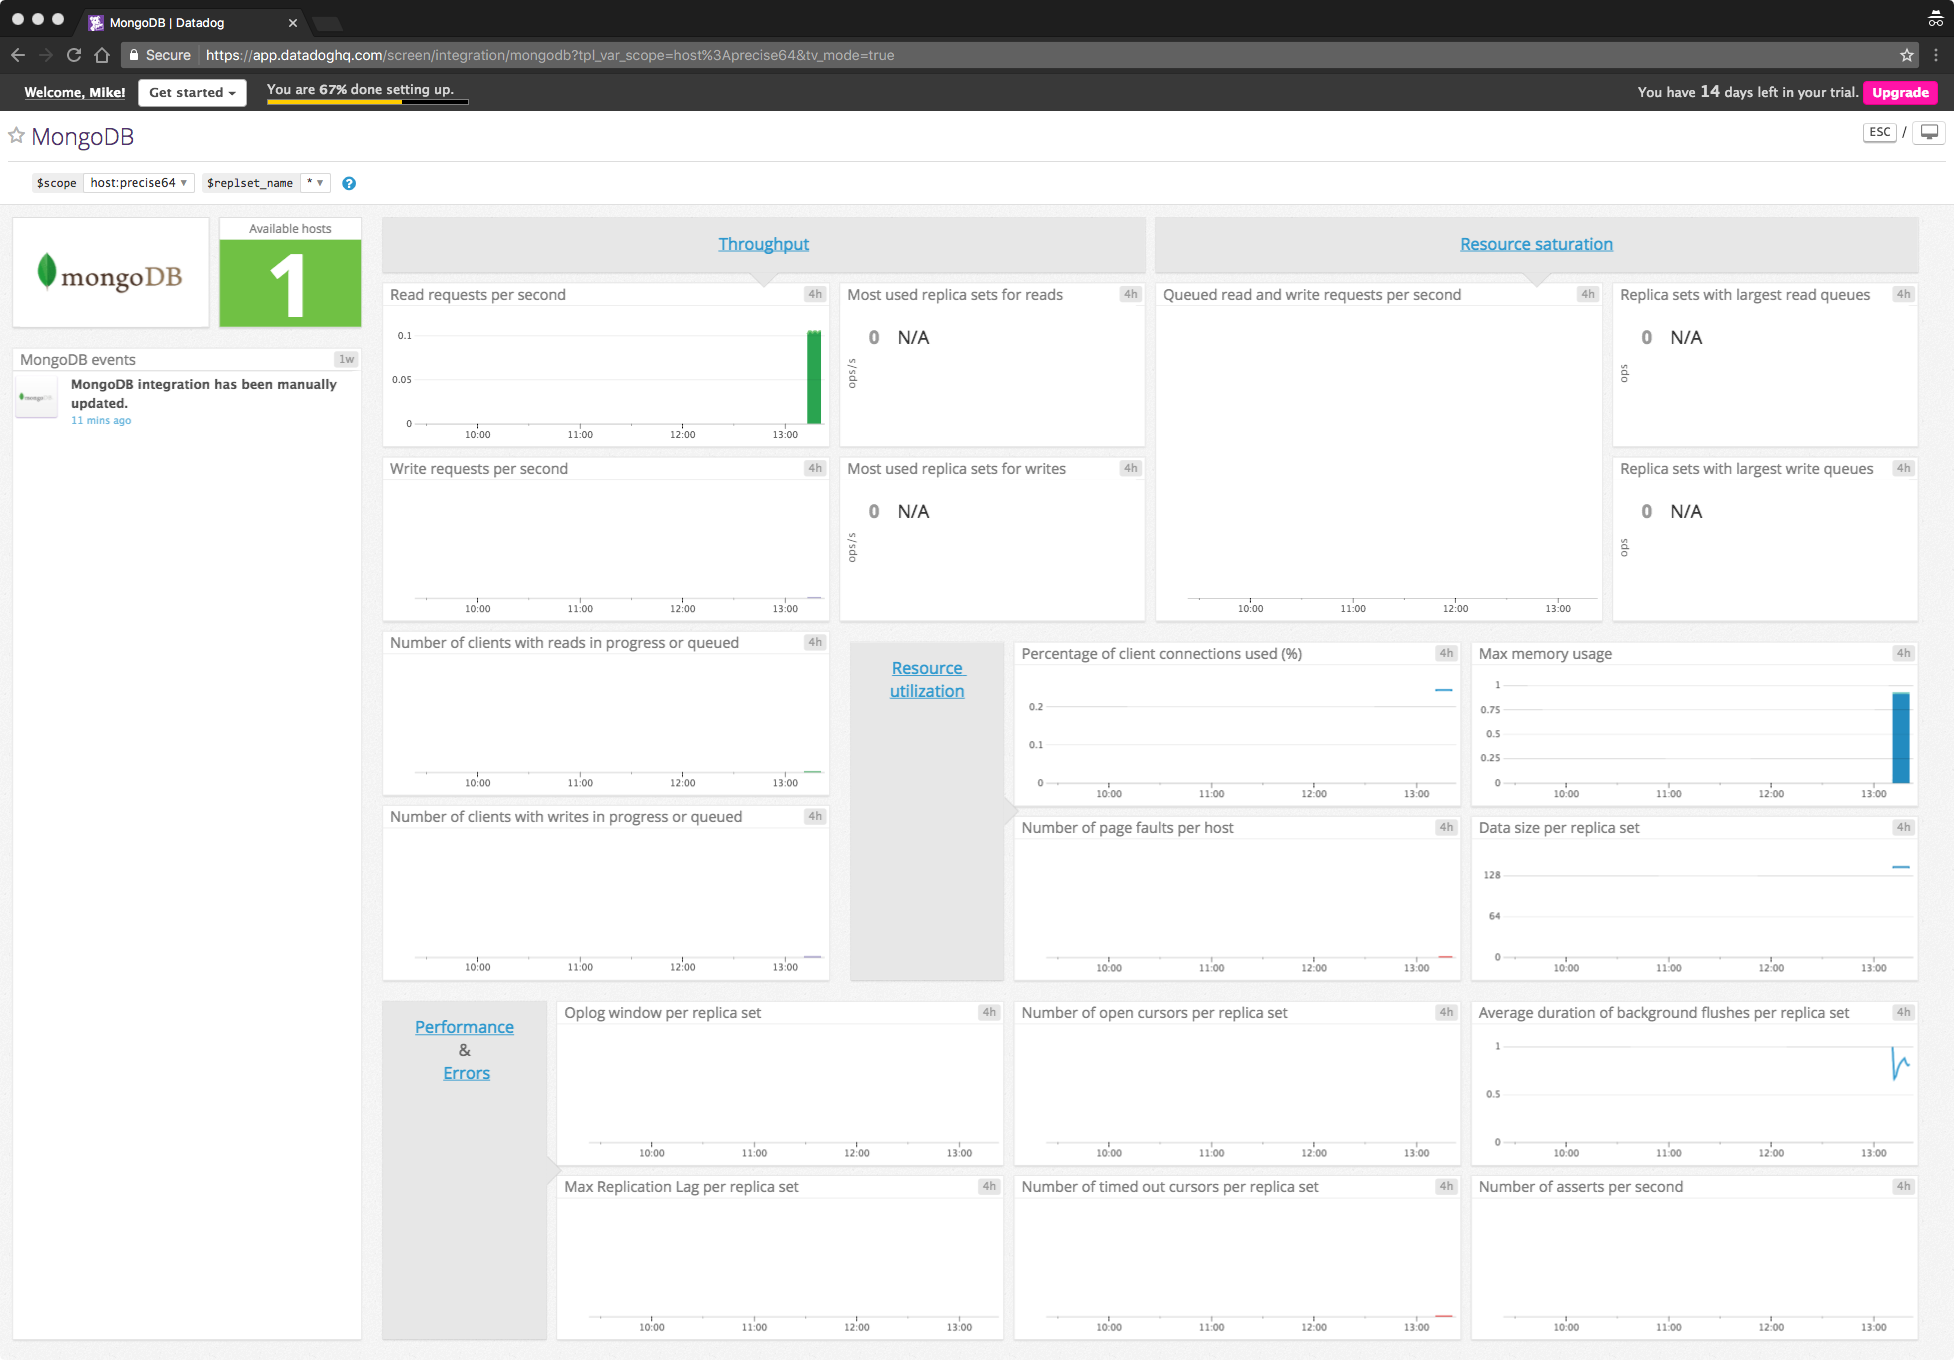 MongoDB | Datadog
Secure https://app.datadoghq.com/screen/integration/mongodb?tpl_var_scope=host%3Aprecise64&tv_mode=true
Welcome, Mike! Get started You are 67% done setting up. You have 14 days left in your trial. Upgrade
MongoDB ESC /
$scope host:precise64 $replset_name * ?
mongoDB
Available hosts
1
MongoDB events 1w
mongoDB
MongoDB integration has been manually
updated.
11 mins ago
Throughput
Read requests per second 4h
0.1
0.05
0
10:00 11:00 12:00 13:00
Most used replica sets for reads 4h
0 N/A
ops/s
Write requests per second 4h
10:00 11:00 12:00 13:00
Most used replica sets for writes 4h
0 N/A
ops/s
Number of clients with reads in progress or queued 4h
10:00 11:00 12:00 13:00
Number of clients with writes in progress or queued 4h
10:00 11:00 12:00 13:00
Resource saturation
Queued read and write requests per second 4h
10:00 11:00 12:00 13:00
Replica sets with largest read queues 4h
0 N/A
ops
Replica sets with largest write queues 4h
0 N/A
ops
Resource
utilization
Percentage of client connections used (%) 4h
0.2
0.1
0
10:00 11:00 12:00 13:00
Max memory usage 4h
1
0.75
0.5
0.25
0
10:00 11:00 12:00 13:00
Number of page faults per host 4h
10:00 11:00 12:00 13:00
Data size per replica set 4h
128
64
0
10:00 11:00 12:00 13:00
Performance
&
Errors
Oplog window per replica set 4h
10:00 11:00 12:00 13:00
Number of open cursors per replica set 4h
10:00 11:00 12:00 13:00
Average duration of background flushes per replica set 4h
1
0.5
0
10:00 11:00 12:00 13:00
Max Replication Lag per replica set 4h
10:00 11:00 12:00 13:00
Number of timed out cursors per replica set 4h
10:00 11:00 12:00 13:00
Number of asserts per second 4h
10:00 11:00 12:00 13:00